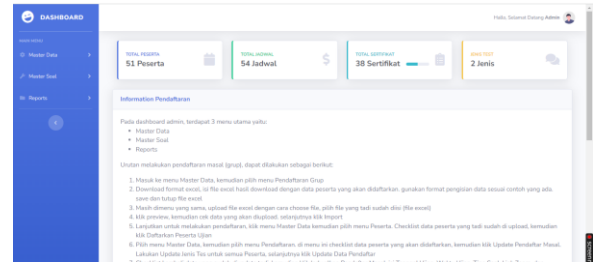 DASHBOARD
Hallo, Selamat Datang Admin
Master Data
Master Soal
Reports
TOTAL PESERTA
51 Peserta
TOTAL JADWAL
54 Jadwal
TOTAL SERTIFIKAT
38 Sertifikat
JENIS TEST
2 Jenis
Information Pendaftaran
Pada dashboard admin, terdapat 3 menu utama yaitu:
Master Data
Master Soal
Reports
Urutan melakukan pendaftaran masal (grup), dapat dilakukan sebagai berikut:
1. Masuk ke menu Master Data, kemudian pilih menu Pendaftaran Grup
2. Download format excel, isi file excel hasil download dengan data peserta yang akan didaftarkan, gunakan format pengisian data sesuai contoh yang ada,
save dan tutup file excel
3. Masih dimenu yang sama, upload file excel dengan cara choose file, pilih file yang tadi sudah diisi (file excel)
4. klik preview, kemudian cek data yang akan diupload, selanjutnya klik Import
5. Lanjutkan untuk melakukan pendaftaran, klik menu Master Data kemudian pilih menu Peserta. Checklist data peserta yang tadi sudah di upload, kemudian
klik Daftarkan Peserta Ujian
6. Pilih menu Master Data, kemudian pilih menu Pendaftaran, di menu ini checklist data peserta yang akan didaftarkan, kemudian klik Update Pendaftar Masal,
Lakukan Update Jenis Tes untuk semua Peserta, selanjutnya klik Update Data Pendaftar